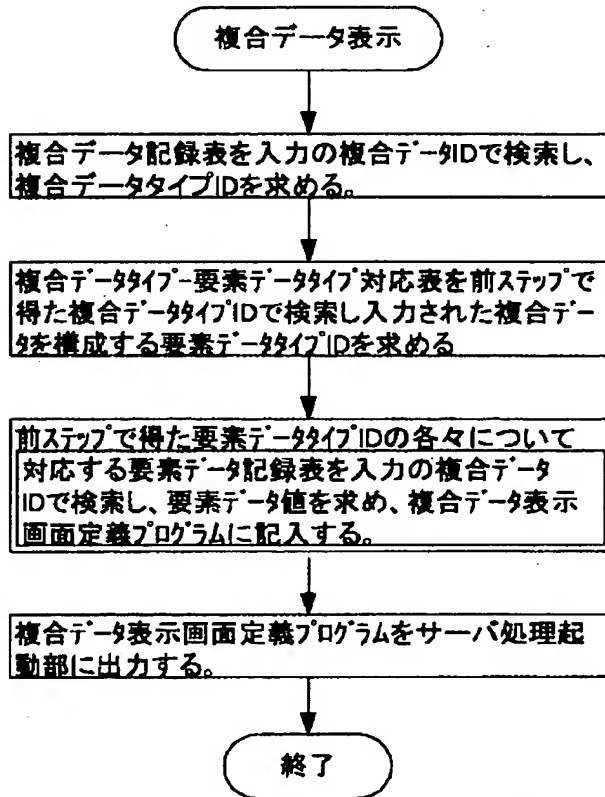 複合データ表示
複合データ記録表を入力の複合データIDで検索し、
複合データタイプIDを求める。
複合データタイプ-要素データタイプ対応表を前ステップで
得た複合データタイプIDで検索し入力された複合デー
タを構成する要素データタイプIDを求める
前ステップで得た要素データタイプIDの各々について
対応する要素データ記録表を入力の複合データ
IDで検索し、要素データ値を求め、複合データ表示
画面定義プログラムに記入する。
複合データ表示画面定義プログラムをサーバ処理起
動部に出力する。
終了